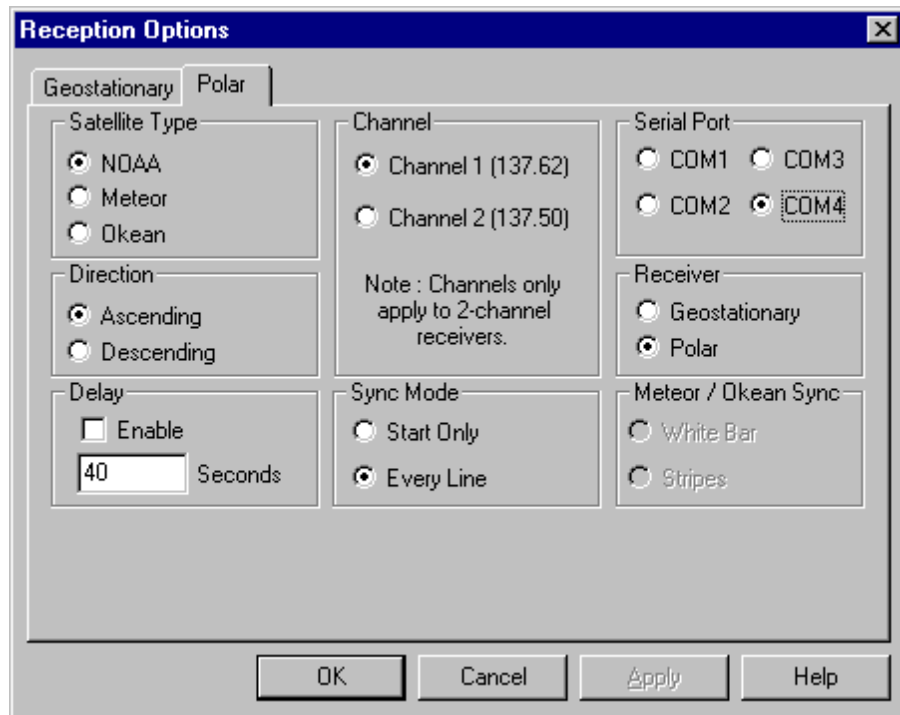 Reception Options
Geostationary
Polar
Satellite Type
NOAA
Meteor
Okean
Channel
Channel 1 (137.62)
Channel 2 (137.50)
Note : Channels only
apply to 2-channel
receivers.
Serial Port
COM1
COM3
COM2
COM4
Direction
Ascending
Descending
Receiver
Geostationary
Polar
Delay
Enable
40
Seconds
Sync Mode
Start Only
Every Line
Meteor / Okean Sync
White Bar
Stripes
OK
Cancel
Apply
Help